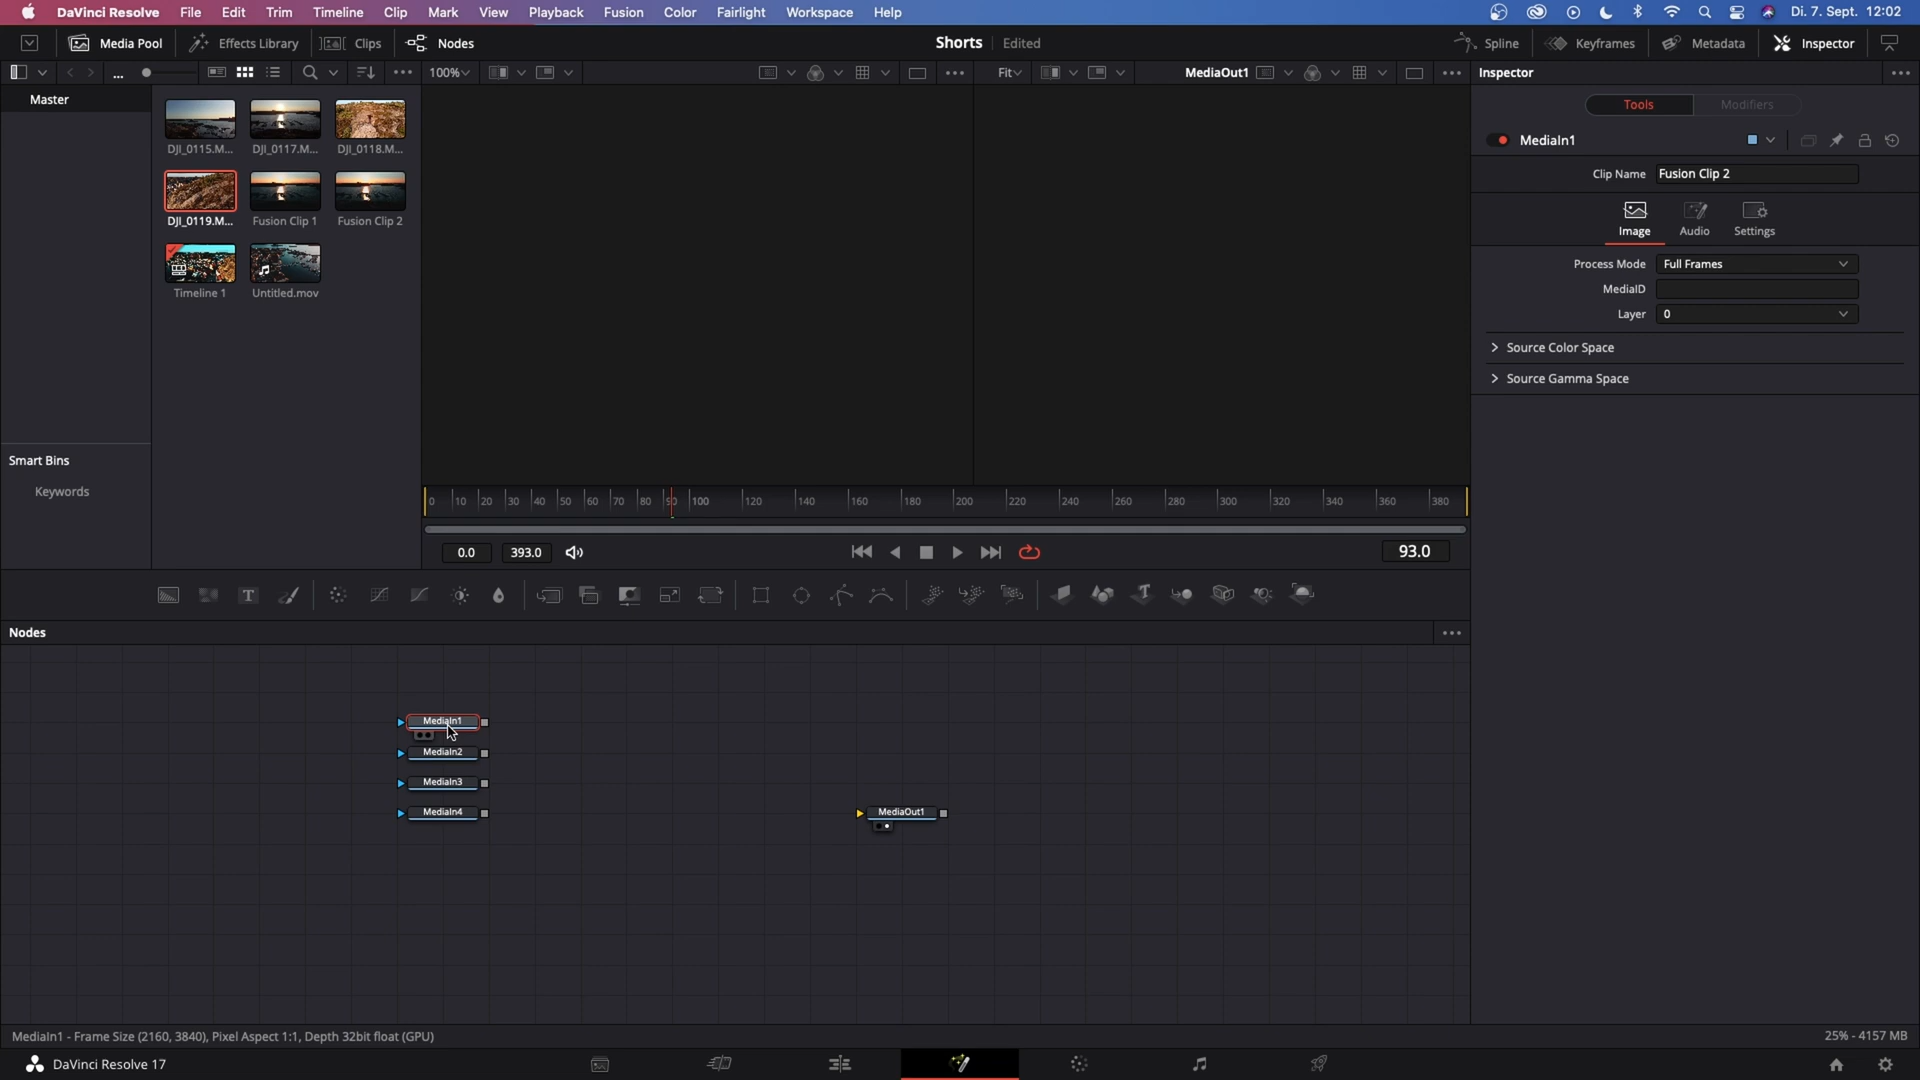 DaVinci Resolve File Edit Trim Timeline Clip Mark View Playback Fusion Color Fairlight Workspace Help Di. 7. Sept. 12:02
Media Pool Effects Library Clips Nodes Shorts Edited Spline Keyframes Metadata Inspector
100% Fit MediaOut1 Inspector
Master
Tools Modifiers
MediaIn1
DJI_0115.M... DJI_0117.M... DJI_0118.M...
Clip Name Fusion Clip 2
DJI_0119.M... Fusion Clip 1 Fusion Clip 2
Image Audio Settings
Process Mode Full Frames
MediaID
Timeline 1 Untitled.mov
Layer 0
Source Color Space
Source Gamma Space
Smart Bins
Keywords
0 10 20 30 40 50 60 70 80 90 100 120 140 160 180 200 220 240 260 280 300 320 340 360 380
0.0 393.0 93.0
Nodes
MediaIn1
MediaIn2
MediaIn3
MediaIn4 MediaOut1
MediaIn1 - Frame Size (2160, 3840), Pixel Aspect 1:1, Depth 32bit float (GPU) 25% - 4157 MB
DaVinci Resolve 17